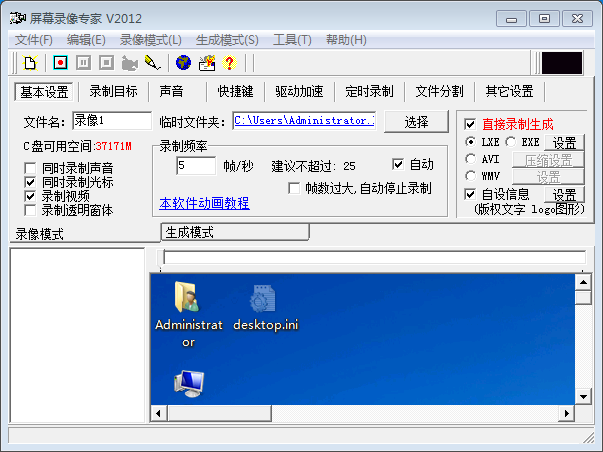 屏幕录像专家 V2012
文件(F) 编辑(E) 录像模式(L) 生成模式(S) 工具(T) 帮助(H)
基本设置 录制目标 声音 快捷键 驱动加速 定时录制 文件分割 其它设置
文件名: 录像1 临时文件夹: C:\Users\Administrator. 选择
C盘可用空间:37171M
同时录制声音
同时录制光标
录制视频
录制透明窗体
录制频率
5 帧/秒 建议不超过: 25 自动
帧数过大,自动停止录制
本软件动画教程
直接录制生成
LXE EXE 设置
AVI 压缩设置
WMV 设置
自设信息 设置
(版权文字 logo图形)
录像模式 生成模式
Administrat
or
desktop.ini